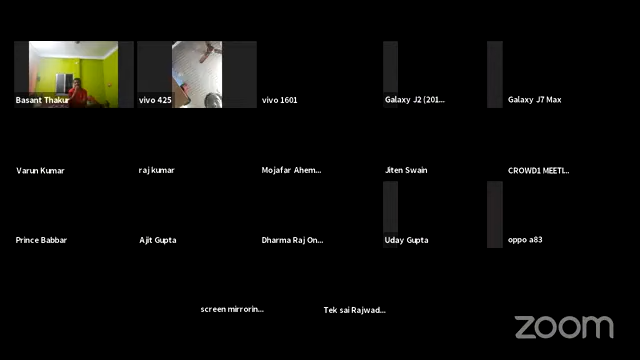 Basant Thakur
vivo 425
vivo 1601
Galaxy J2 (201...
Galaxy J7 Max
Varun Kumar
raj kumar
Mojafar Ahem...
Jiten Swain
CROWD1 MEETI...
Prince Babbar
Ajit Gupta
Dharma Raj On...
Uday Gupta
oppo a83
screen mirrorin...
Tek sai Rajwad...
zoom